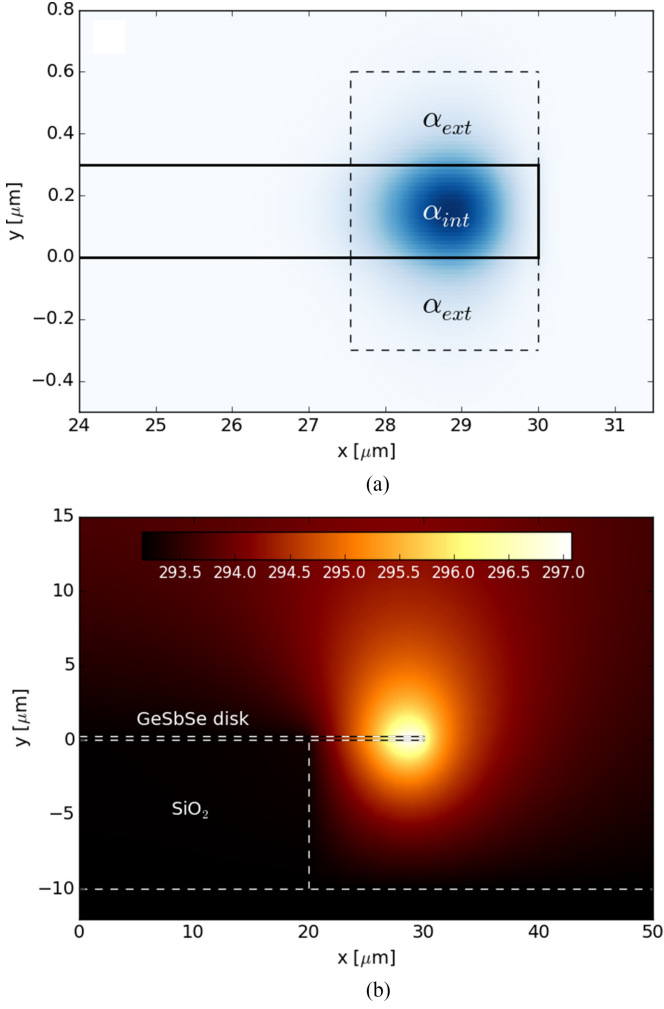 0.8
0.6
0.4
0.2
0.0
−0.2
−0.4
y [μm]
α_ext
α_int
α_ext
24 25 26 27 28 29 30 31
x [μm]
(a)
15
10
5
0
−5
−10
y [μm]
293.5 294.0 294.5 295.0 295.5 296.0 296.5 297.0
GeSbSe disk
SiO₂
0 10 20 30 40 50
x [μm]
(b)